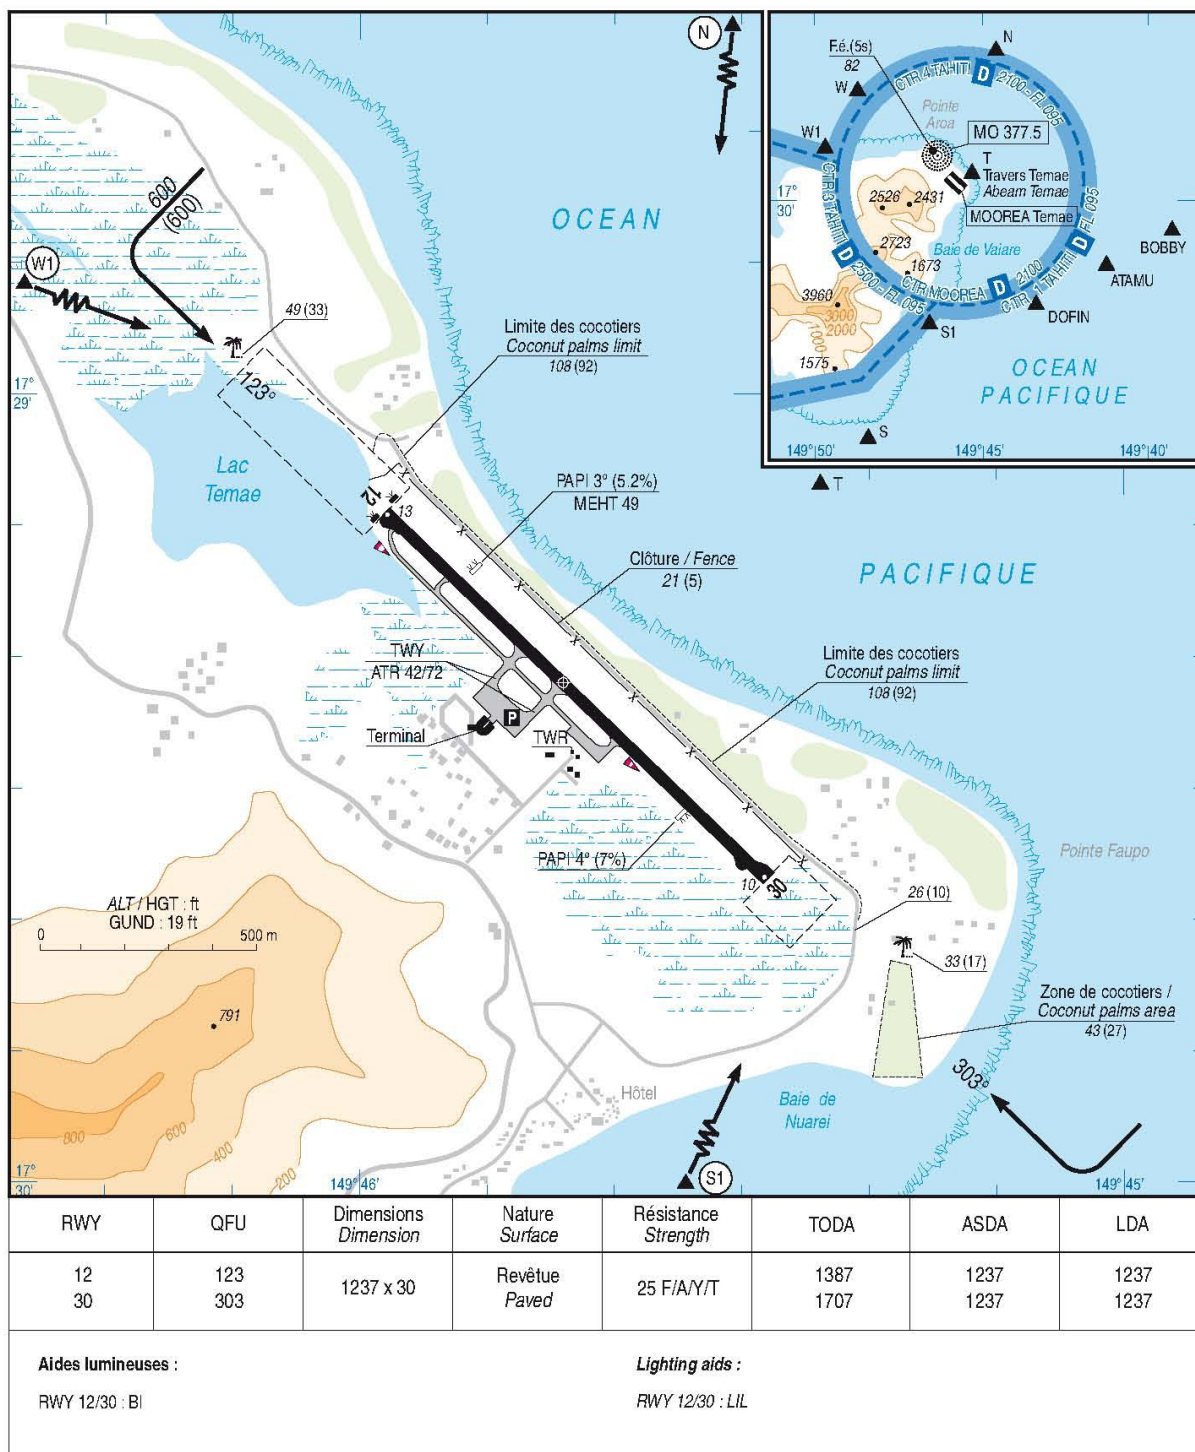 N
OCEAN
600
(600)
W1
49 (33)
Limite des cocotiers
Coconut palms limit
108 (92)
123°
17°
29'
Lac
Temae
12
13
PAPI 3° (5.2%)
MEHT 49
Clôture / Fence
21 (5)
PACIFIQUE
TWY
ATR 42/72
P
Terminal
TWR
Limite des cocotiers
Coconut palms limit
108 (92)
PAPI 4° (7%)
10
30
Pointe Faupo
26 (10)
33 (17)
Zone de cocotiers /
Coconut palms area
43 (27)
ALT / HGT : ft
GUND : 19 ft
0
500 m
791
800
600
400
200
Hôtel
Baie de
Nuarei
303°
S1
17°
30'
149°46'
149°45'
T
F.é.(5s)
82
N
W
CTR 4 TAHITI
D
2100 - FL 095
Pointe
Aroa
MO 377.5
W1
T
Travers Temae
Abeam Temae
MOOREA Temae
17°
30'
2526
2431
CTR 3 TAHITI
D
2500 - FL 095
2723
1673
Baie de Vaiare
CTR MOOREA
D
2100
CTR 1 TAHITI
D
FL 095
BOBBY
ATAMU
DOFIN
S1
3960
3000
2000
1000
1575
OCEAN
PACIFIQUE
S
149°50'
149°45'
149°40'
RWY QFU Dimensions Nature Résistance TODA ASDA LDA
Dimension Surface Strength
12 123 1237 x 30 Revêtue 25 F/A/Y/T 1387 1237 1237
30 303 Paved 1707 1237 1237
Aides lumineuses :
Lighting aids :
RWY 12/30 : BI
RWY 12/30 : LIL